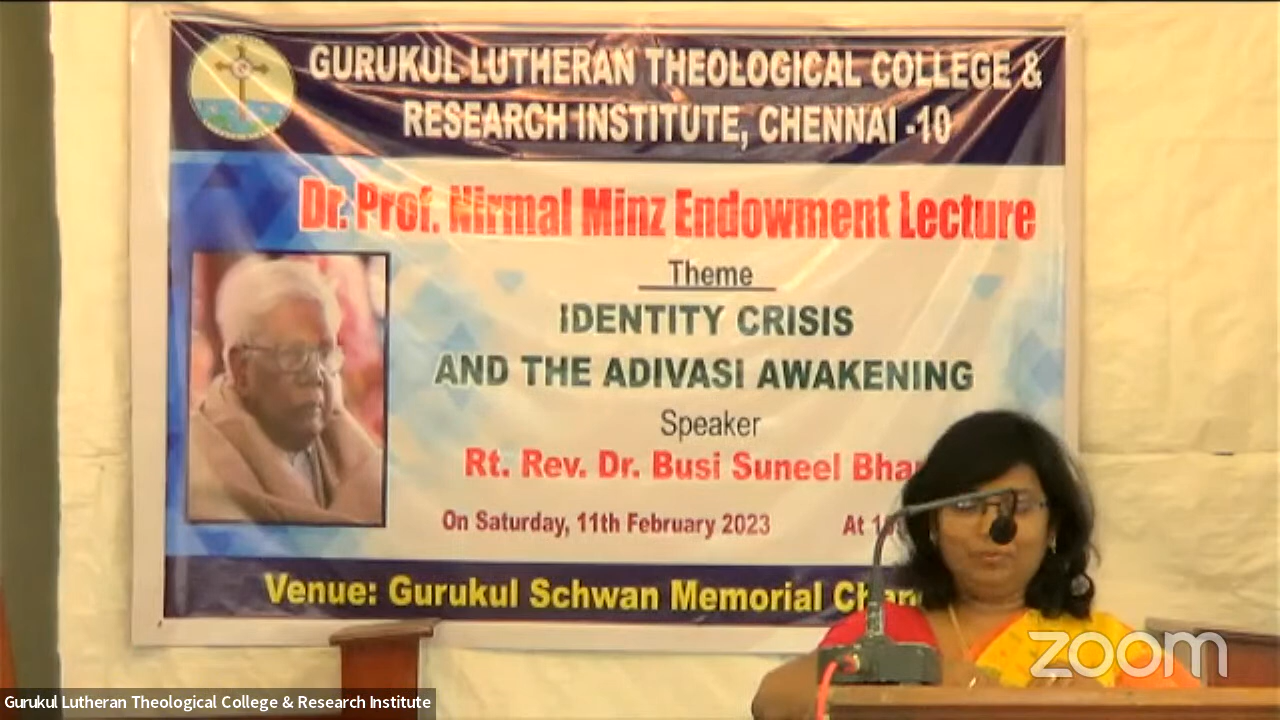 GURUKUL LUTHERAN THEOLOGICAL COLLEGE &
RESEARCH INSTITUTE, CHENNAI -10
Dr. Prof. Nirmal Minz Endowment Lecture
Theme
IDENTITY CRISIS
AND THE ADIVASI AWAKENING
Speaker
Rt. Rev. Dr. Busi Suneel
On Saturday, 11th February 2023 At
Venue: Gurukul Schwan Memorial
zoom
Gurukul Lutheran Theological College & Research Institute